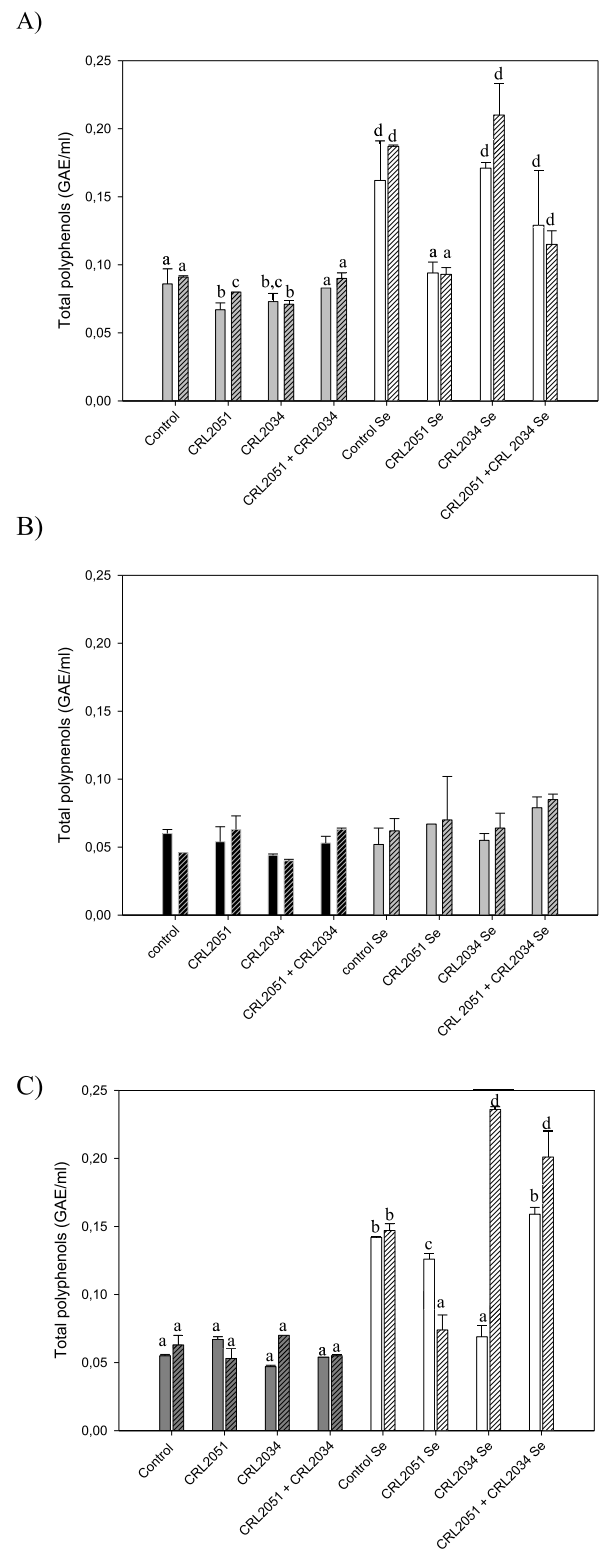 A)
0,25
0,20
0,15
0,10
0,05
0,00
Total polyphenols (GAE/ml)
a a b c b,c b a a d d a a d d d d
Control
CRL2051
CRL2034
CRL2051 + CRL2034
Control Se
CRL2051 Se
CRL2034 Se
CRL2051 +CRL 2034 Se
B)
0,25
0,20
0,15
0,10
0,05
0,00
Total polypnenols (GAE/ml)
control
CRL2051
CRL2034
CRL2051 + CRL2034
control Se
CRL2051 Se
CRL2034 Se
CRL 2051 + CRL2034 Se
C)
0,25
0,20
0,15
0,10
0,05
0,00
Total polyphenols (GAE/ml)
a a a a a a a a b b c a a d b d
Control
CRL2051
CRL2034
CRL2051 + CRL2034
Control Se
CRL2051 Se
CRL2034 Se
CRL2051 + CRL2034 Se